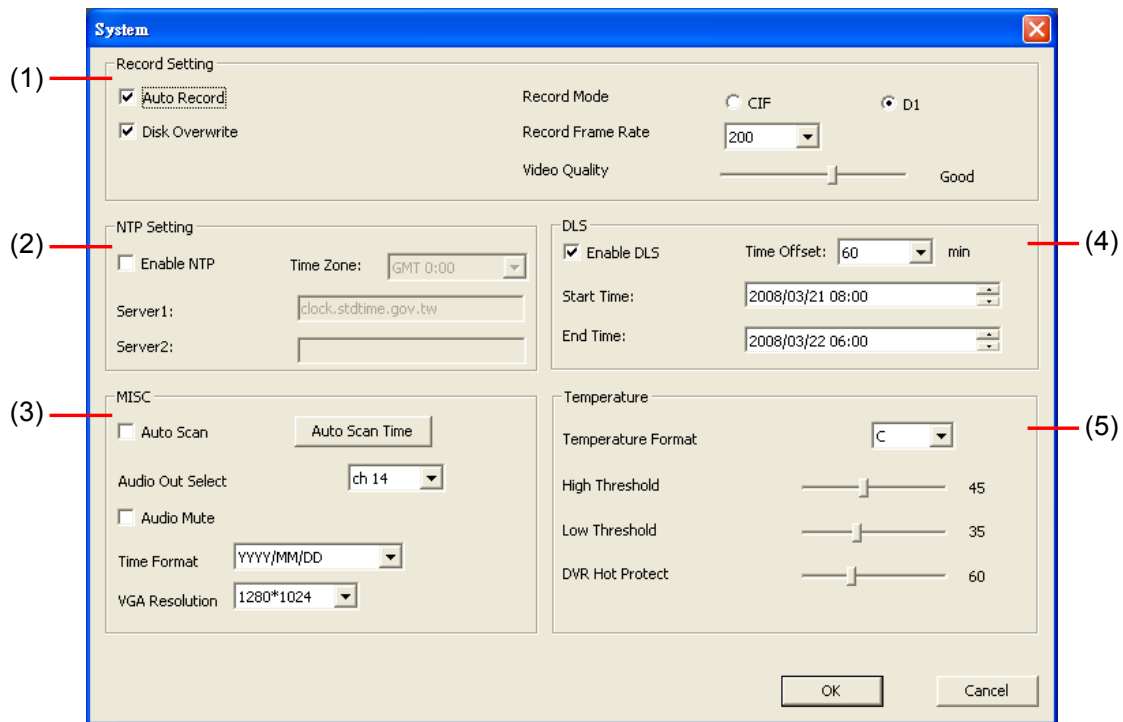 System
(1)
Record Setting
Auto Record
Record Mode
CIF
D1
Disk Overwrite
Record Frame Rate
200
Video Quality
Good
(2)
NTP Setting
Enable NTP
Time Zone:
GMT 0:00
Server1:
clock.stdtime.gov.tw
Server2:
(4)
DLS
Enable DLS
Time Offset:
60
min
Start Time:
2008/03/21 08:00
End Time:
2008/03/22 06:00
(3)
MISC
Auto Scan
Auto Scan Time
Audio Out Select
ch 14
Audio Mute
Time Format
YYYY/MM/DD
VGA Resolution
1280*1024
(5)
Temperature
Temperature Format
C
High Threshold
45
Low Threshold
35
DVR Hot Protect
60
OK
Cancel